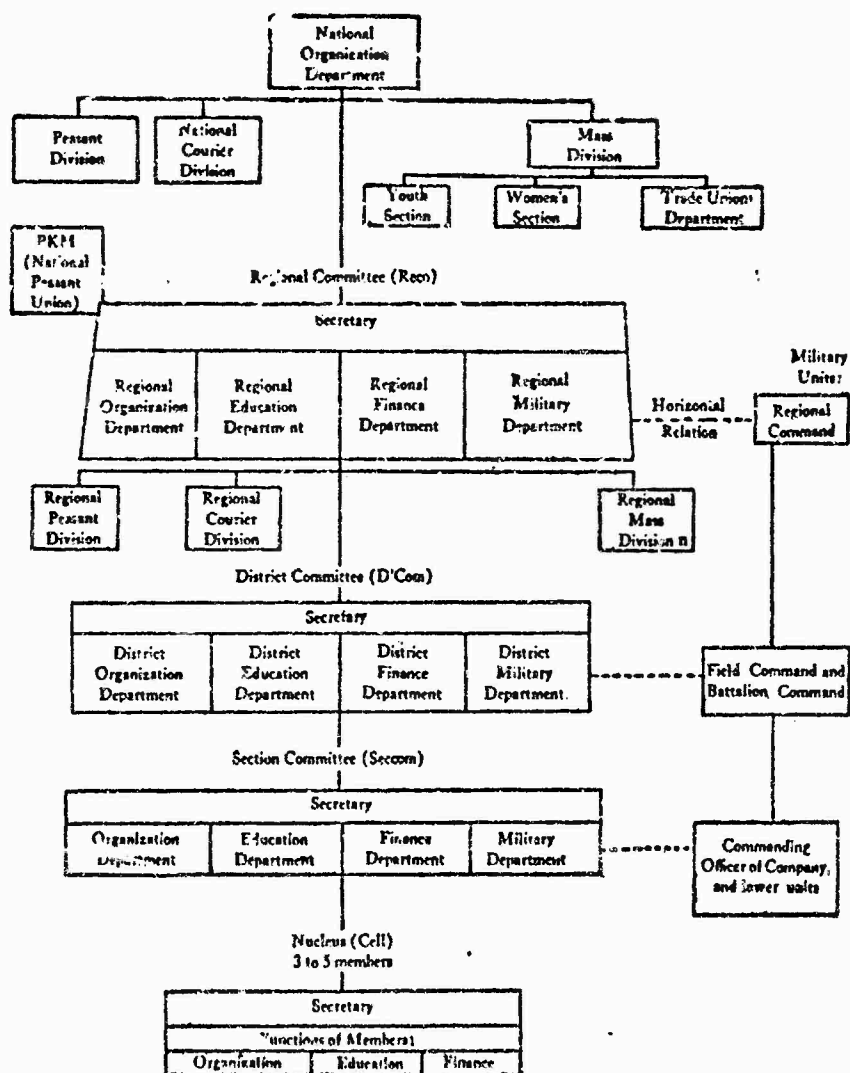 National
Organization
Department
Peasant
Division
National
Courier
Division
Mass
Division
Youth
Section
Women's
Section
Trade Unions
Department
PKM
(National
Peasant
Union)
Regional Committee (Reco)
Secretary
Regional
Organization
Department
Regional
Education
Department
Regional
Finance
Department
Regional
Military
Department
Horizontal
Relation
Military
Units:
Regional
Command
Regional
Peasant
Division
Regional
Courier
Division
Regional
Mass
Division n
District Committee (D'Com)
Secretary
District
Organization
Department
District
Education
Department
District
Finance
Department
District
Military
Department.
Field Command and
Battalion Command
Section Committee (Seccom)
Secretary
Organization
Department
Education
Department
Finance
Department
Military
Department
Commanding
Officer of Company,
and lower units
Nucleus (Cell)
3 to 5 members
Secretary
Functions of Members:
Organization
Education
Finance